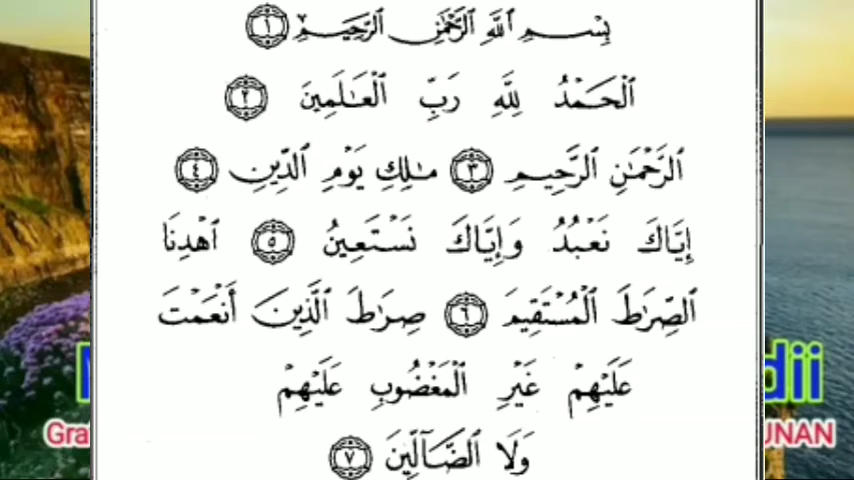 بِسْمِ ٱللَّهِ ٱلرَّحْمَٰنِ ٱلرَّحِيمِ ١
ٱلْحَمْدُ لِلَّهِ رَبِّ ٱلْعَٰلَمِينَ ٢
ٱلرَّحْمَٰنِ ٱلرَّحِيمِ ٣ مَٰلِكِ يَوْمِ ٱلدِّينِ ٤
إِيَّاكَ نَعْبُدُ وَإِيَّاكَ نَسْتَعِينُ ٥ ٱهْدِنَا
ٱلصِّرَٰطَ ٱلْمُسْتَقِيمَ ٦ صِرَٰطَ ٱلَّذِينَ أَنْعَمْتَ
عَلَيْهِمْ غَيْرِ ٱلْمَغْضُوبِ عَلَيْهِمْ
وَلَا ٱلضَّآلِّينَ ٧